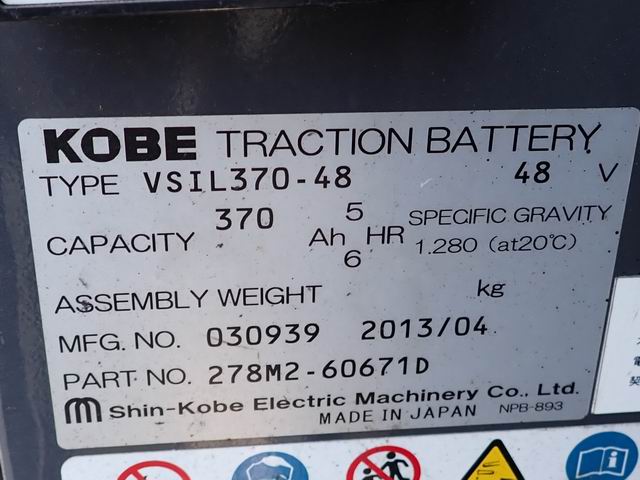 KOBE TRACTION BATTERY
TYPE VSIL370-48 48 V
CAPACITY 370 Ah 5 HR SPECIFIC GRAVITY
6 1.280 (at20℃)
ASSEMBLY WEIGHT kg
MFG. NO. 030939 2013/04
PART NO. 278M2-60671D
Shin-Kobe Electric Machinery Co., Ltd.
MADE IN JAPAN NPB-893
電
契